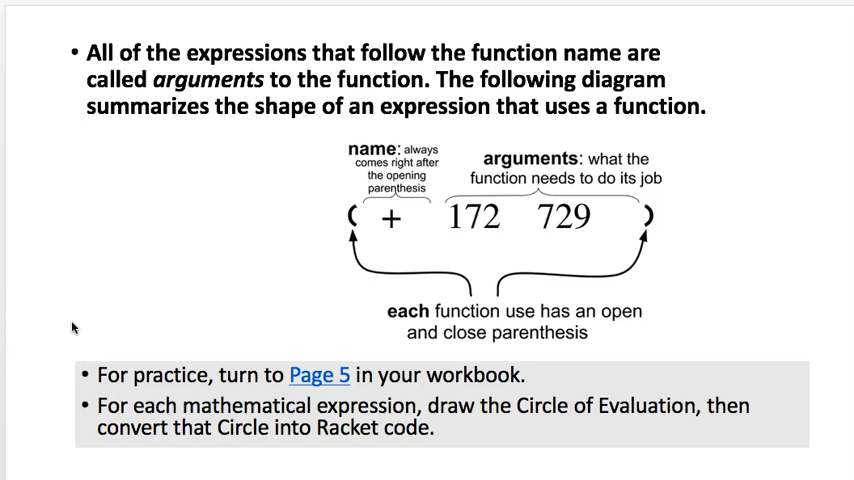 • All of the expressions that follow the function name are
called arguments to the function. The following diagram
summarizes the shape of an expression that uses a function.
name: always
comes right after
the opening
parenthesis
arguments: what the
function needs to do its job
( + 172 729 )
each function use has an open
and close parenthesis
• For practice, turn to Page 5 in your workbook.
• For each mathematical expression, draw the Circle of Evaluation, then
convert that Circle into Racket code.